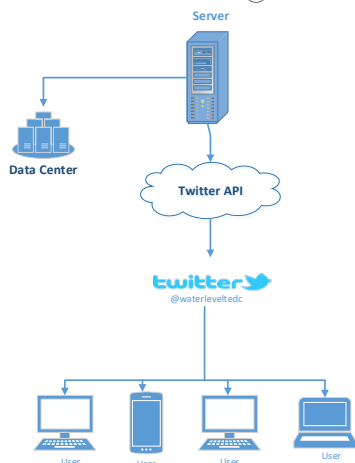 Server
Data Center
Twitter API
twitter
@waterleveltedc
User
User
User
User